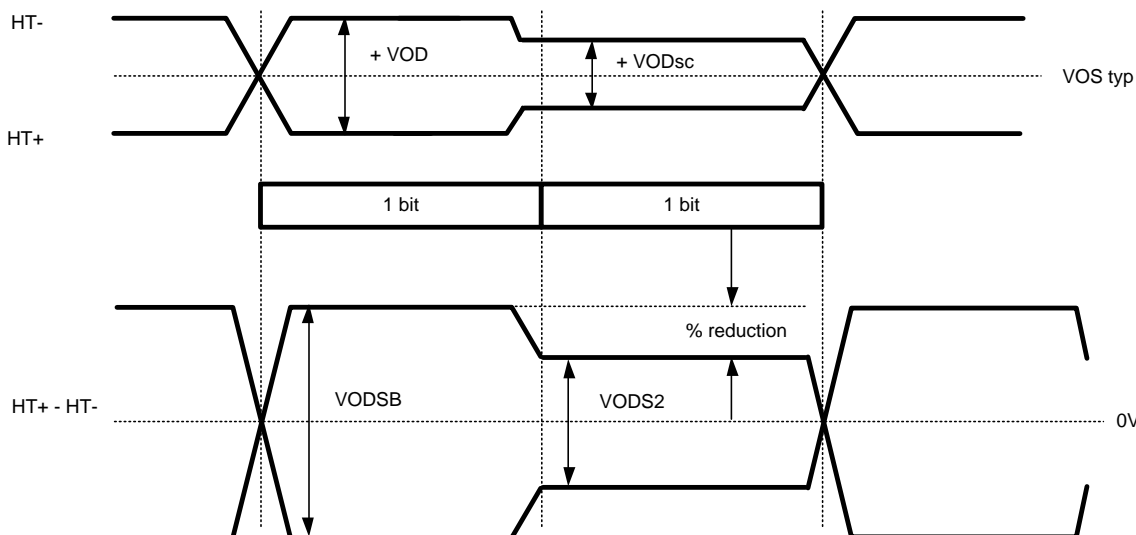 HT-
+ VOD
+ VODsc
VOS typ
HT+
1 bit
1 bit
% reduction
VODSB
VODS2
HT+ - HT-
0V